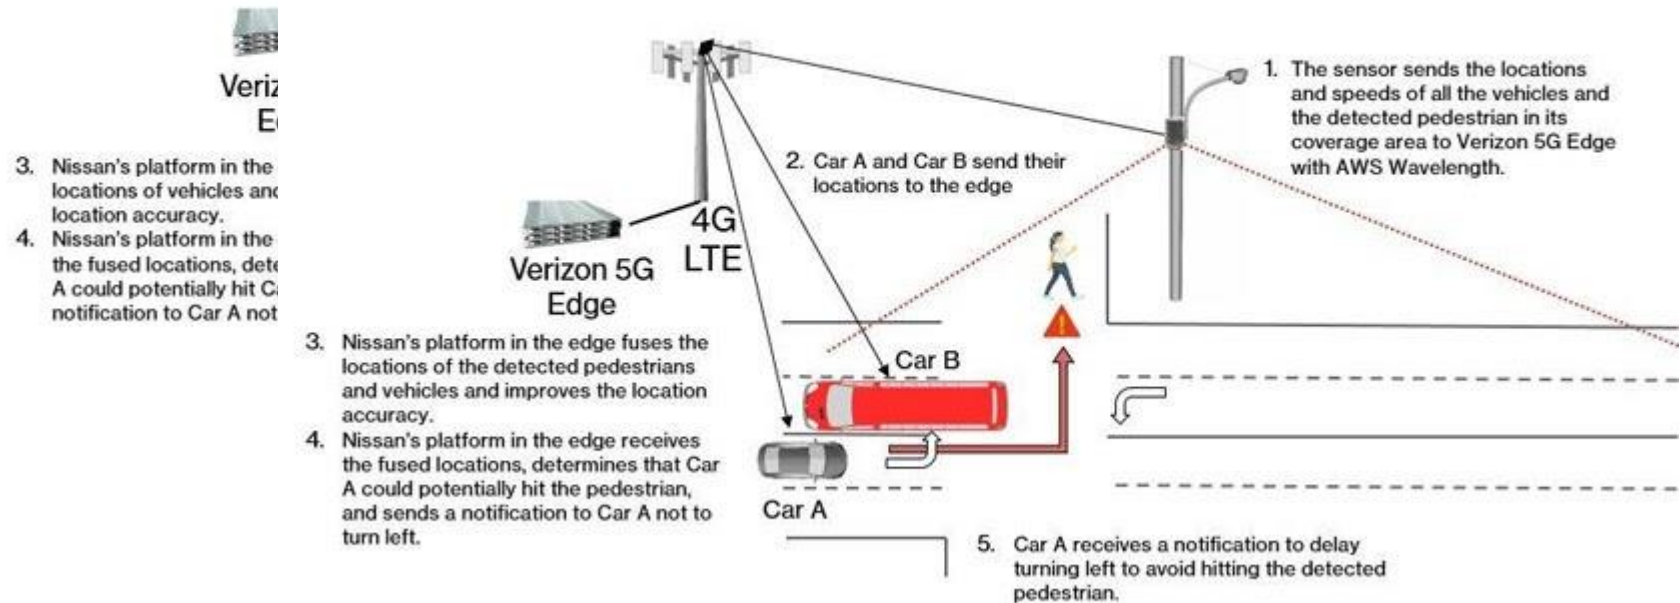 Veriz
E
3. Nissan's platform in the
locations of vehicles and
location accuracy.
4. Nissan's platform in the
the fused locations, dete
A could potentially hit C
notification to Car A not
1. The sensor sends the locations
and speeds of all the vehicles and
the detected pedestrian in its
coverage area to Verizon 5G Edge
with AWS Wavelength.
2. Car A and Car B send their
locations to the edge
4G
LTE
Verizon 5G
Edge
3. Nissan's platform in the edge fuses the
locations of the detected pedestrians
and vehicles and improves the location
accuracy.
4. Nissan's platform in the edge receives
the fused locations, determines that Car
A could potentially hit the pedestrian,
and sends a notification to Car A not to
turn left.
Car B
Car A
5. Car A receives a notification to delay
turning left to avoid hitting the detected
pedestrian.